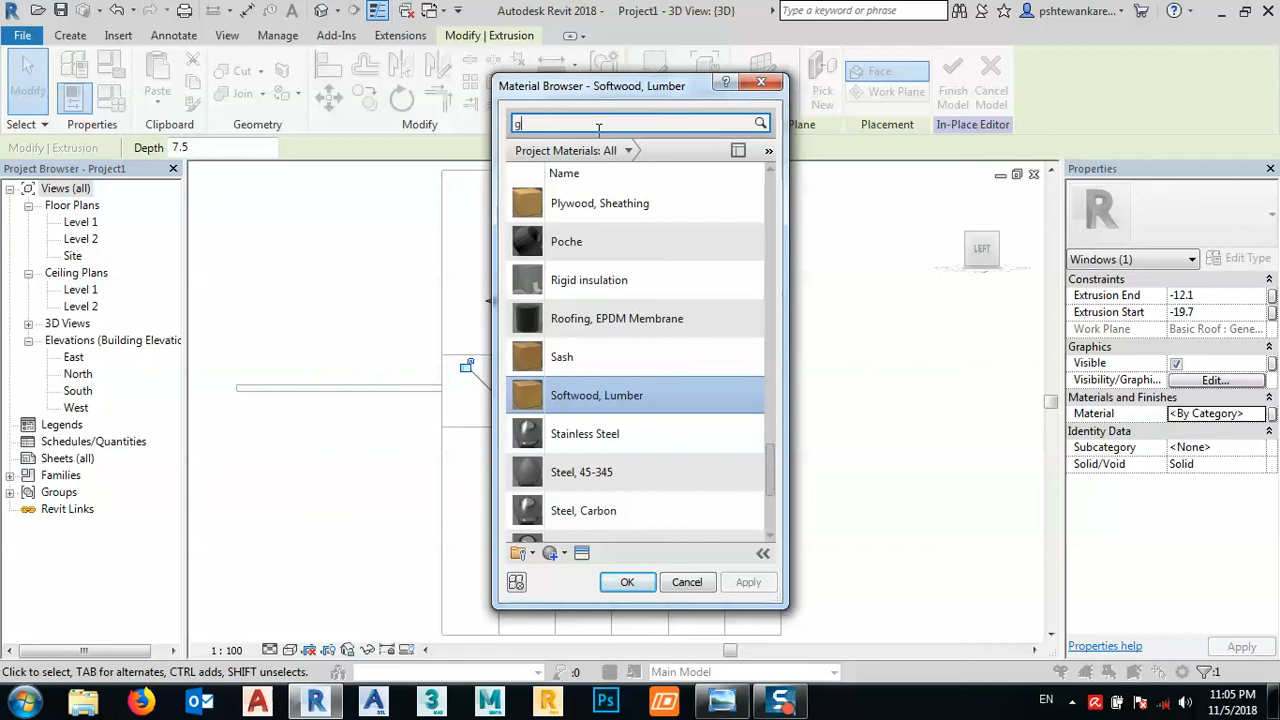 Autodesk Revit 2018 - Project1 - 3D View: {3D}
Type a keyword or phrase
pshtewankare...
File
Create
Insert
Annotate
View
Manage
Add-Ins
Extensions
Modify | Extrusion
Modify
Paste
Cut
Join
Pick
New
Face
Work Plane
Finish
Model
Cancel
Model
Select
Properties
Clipboard
Geometry
Modify
Plane
Placement
In-Place Editor
Modify | Extrusion
Depth
7.5
Project Browser - Project1
Views (all)
Floor Plans
Level 1
Level 2
Site
Ceiling Plans
Level 1
Level 2
3D Views
Elevations (Building Elevatio
East
North
South
West
Legends
Schedules/Quantities
Sheets (all)
Families
Groups
Revit Links
Material Browser - Softwood, Lumber
g
Project Materials: All
Name
Plywood, Sheathing
Poche
Rigid insulation
Roofing, EPDM Membrane
Sash
Softwood, Lumber
Stainless Steel
Steel, 45-345
Steel, Carbon
OK
Cancel
Apply
LEFT
Properties
Windows (1)
Edit Type
Constraints
Extrusion End
-12.1
Extrusion Start
-19.7
Work Plane
Basic Roof : Gene...
Graphics
Visible
Visibility/Graphi...
Edit...
Materials and Finishes
Material
<By Category>
Identity Data
Subcategory
<None>
Solid/Void
Solid
Properties help
Apply
1 : 100
Click to select, TAB for alternates, CTRL adds, SHIFT unselects.
:0
Main Model
:1
EN
11:05 PM
11/5/2018